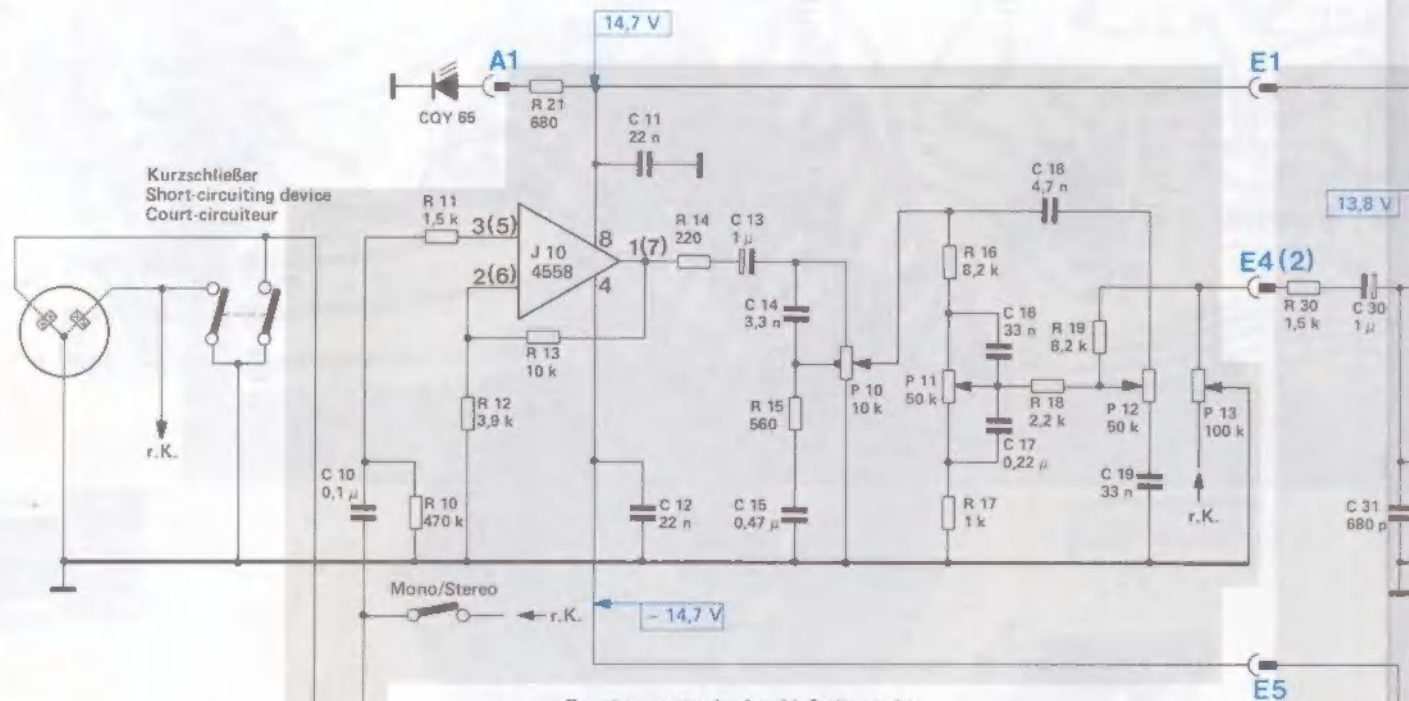 14,7 V
A1
E1
CQY 65
R 21
680
C 11
22 n
Kurzschließer
Short-circuiting device
Court-circuiteur
R 11
1,5 k
3(5)
2(6)
J 10
4558
8
4
1(7)
R 14
220
C 13
1 µ
C 18
4,7 n
13,8 V
R 16
8,2 k
E4(2)
R 30
1,5 k
C 30
1 µ
C 14
3,3 n
C 16
33 n
R 19
8,2 k
R 13
10 k
P 10
10 k
P 11
50 k
R 18
2,2 k
P 12
50 k
P 13
100 k
R 12
3,9 k
R 15
560
C 17
0,22 µ
r.K.
C 10
0,1 µ
R 10
470 k
C 12
22 n
C 15
0,47 µ
R 17
1 k
C 19
33 n
r.K.
C 31
680 p
Mono/Stereo
r.K.
– 14,7 V
E5